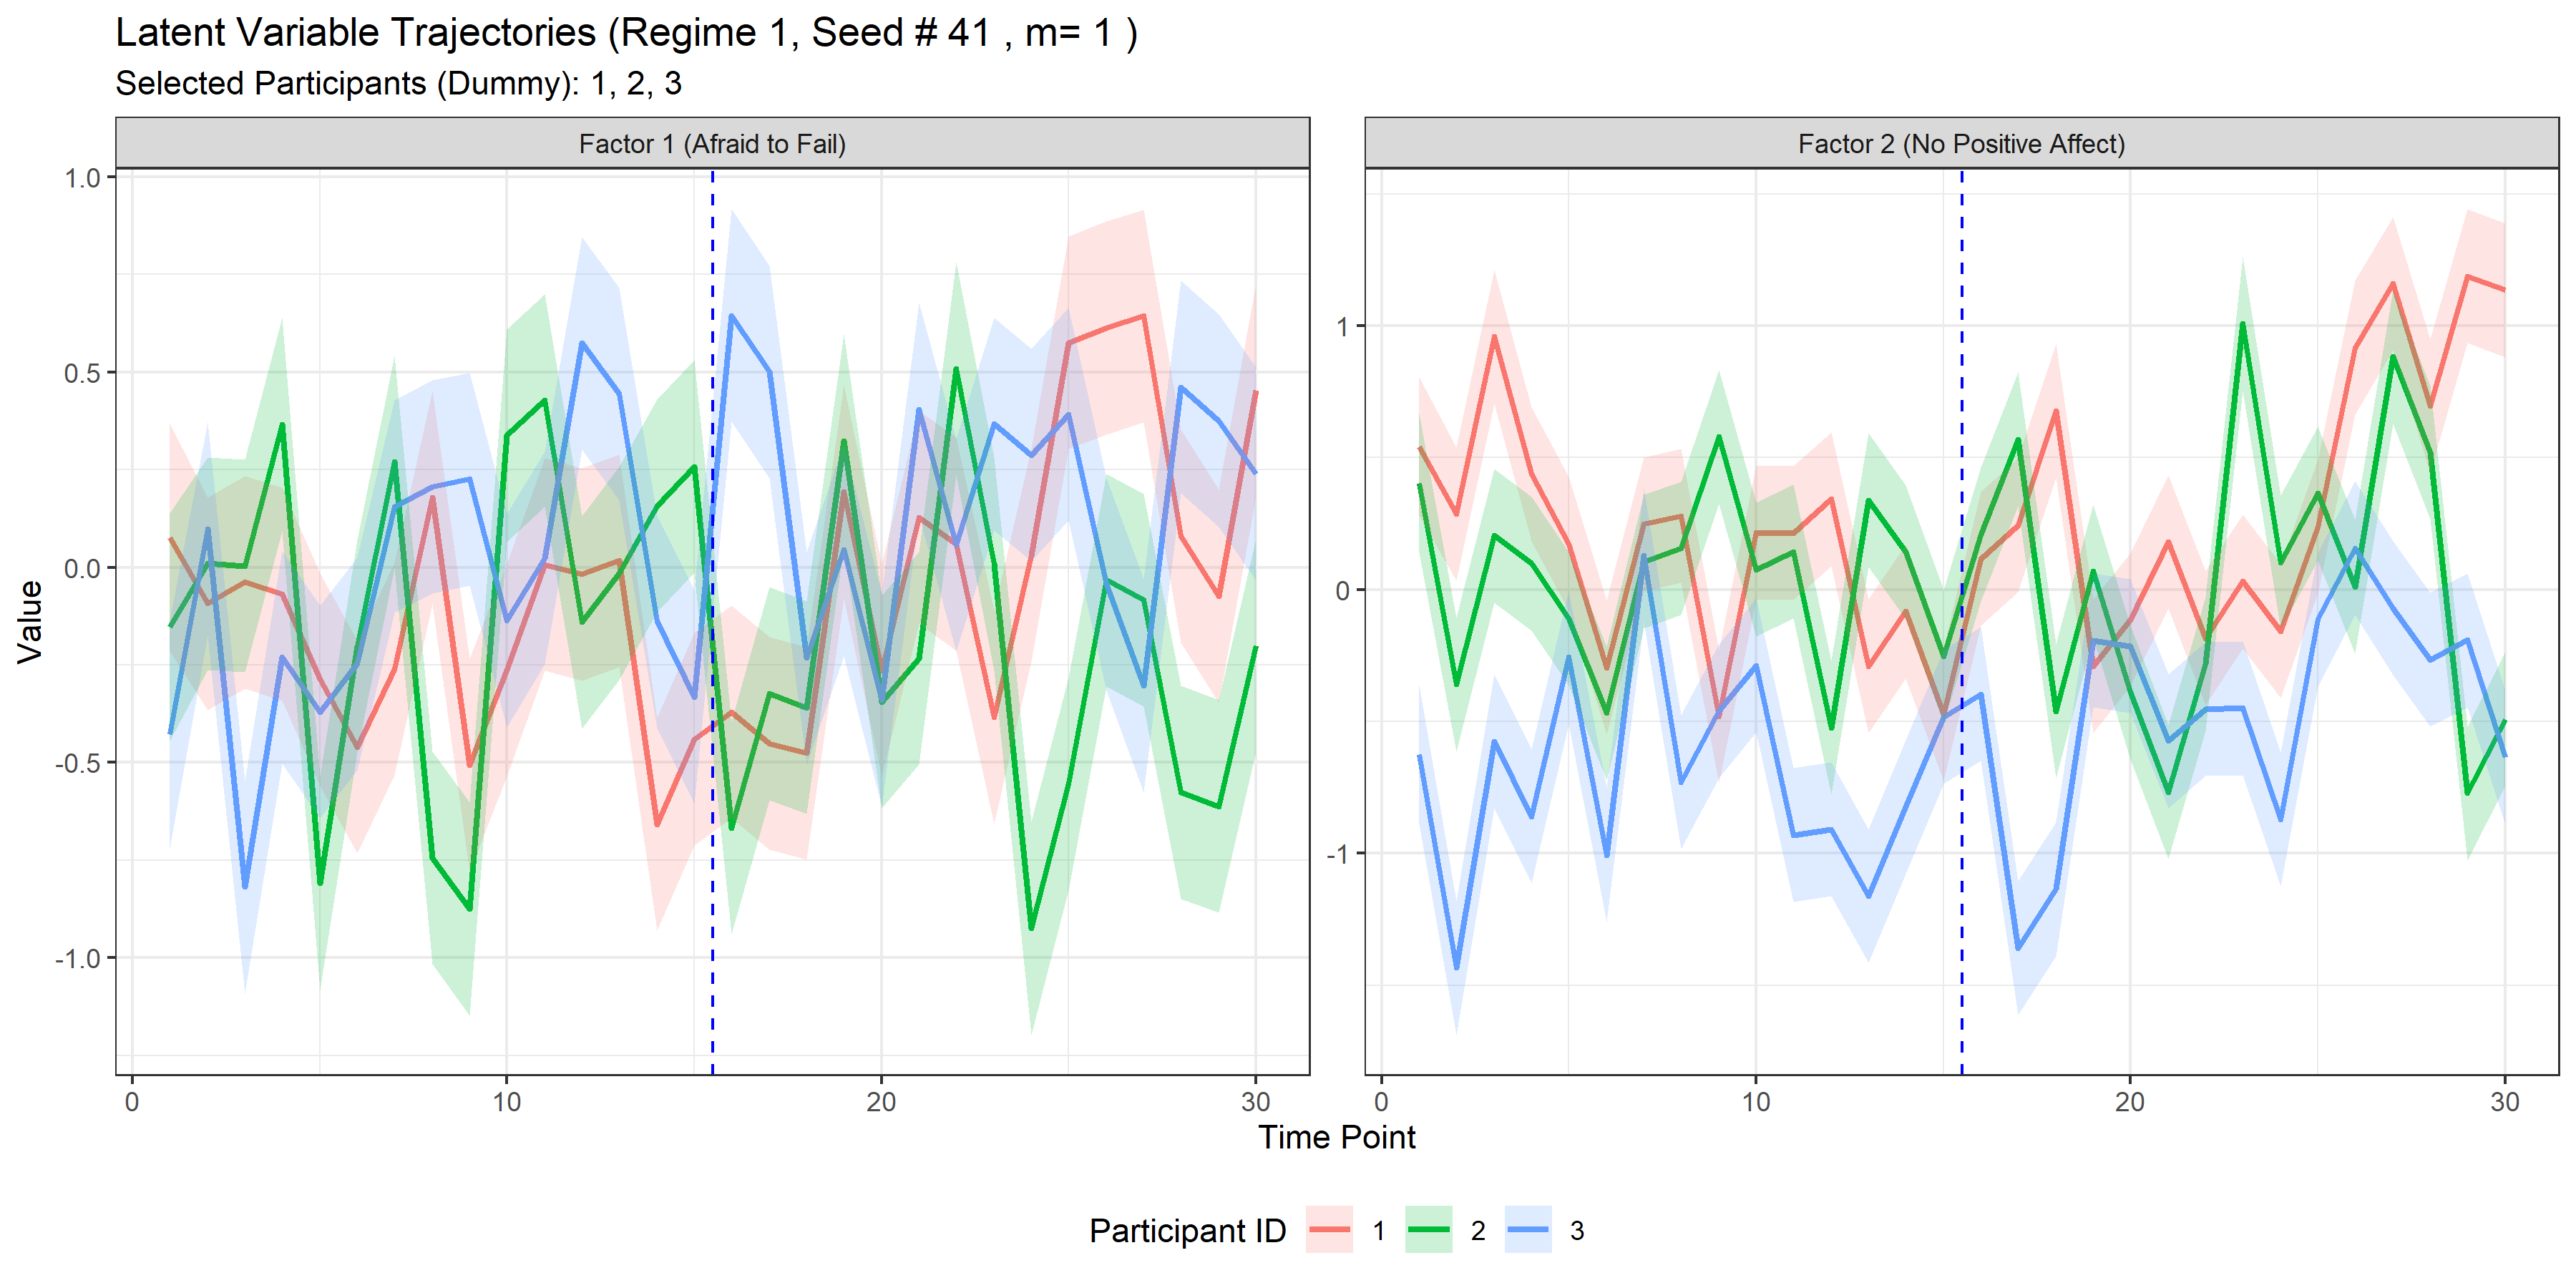 Latent Variable Trajectories (Regime 1, Seed # 41 , m= 1 )
Selected Participants (Dummy): 1, 2, 3
Factor 1 (Afraid to Fail)
Factor 2 (No Positive Affect)
Value
1.0
0.5
0.0
-0.5
-1.0
1
0
-1
0 10 20 30
0 10 20 30
Time Point
Participant ID 1 2 3